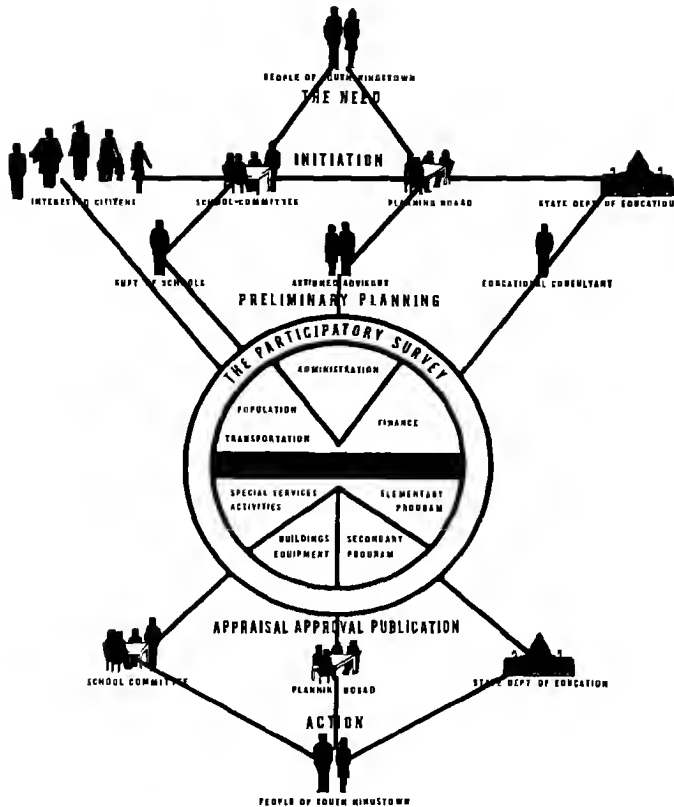 PEOPLE OF SOUTH KINGSTOWN
THE NEED
INITIATION
INTERESTED CITIZENS
SCHOOL COMMITTEE
PLANNING BOARD
STATE DEPT OF EDUCATION
SUPT OF SCHOOLS
ADVISOR
EDUCATIONAL CONSULTANT
PRELIMINARY PLANNING
THE PARTICIPATORY SURVEY
ADMINISTRATION
POPULATION
FINANCE
TRANSPORTATION
SPECIAL SERVICES
ACTIVITIES
ELEMENTARY
PROGRAM
BUILDINGS
EQUIPMENT
SECONDARY
PROGRAM
APPRAISAL APPROVAL PUBLICATION
SCHOOL COMMITTEE
PLANNING BOARD
STATE DEPT OF EDUCATION
ACTION
PEOPLE OF SOUTH KINGSTOWN